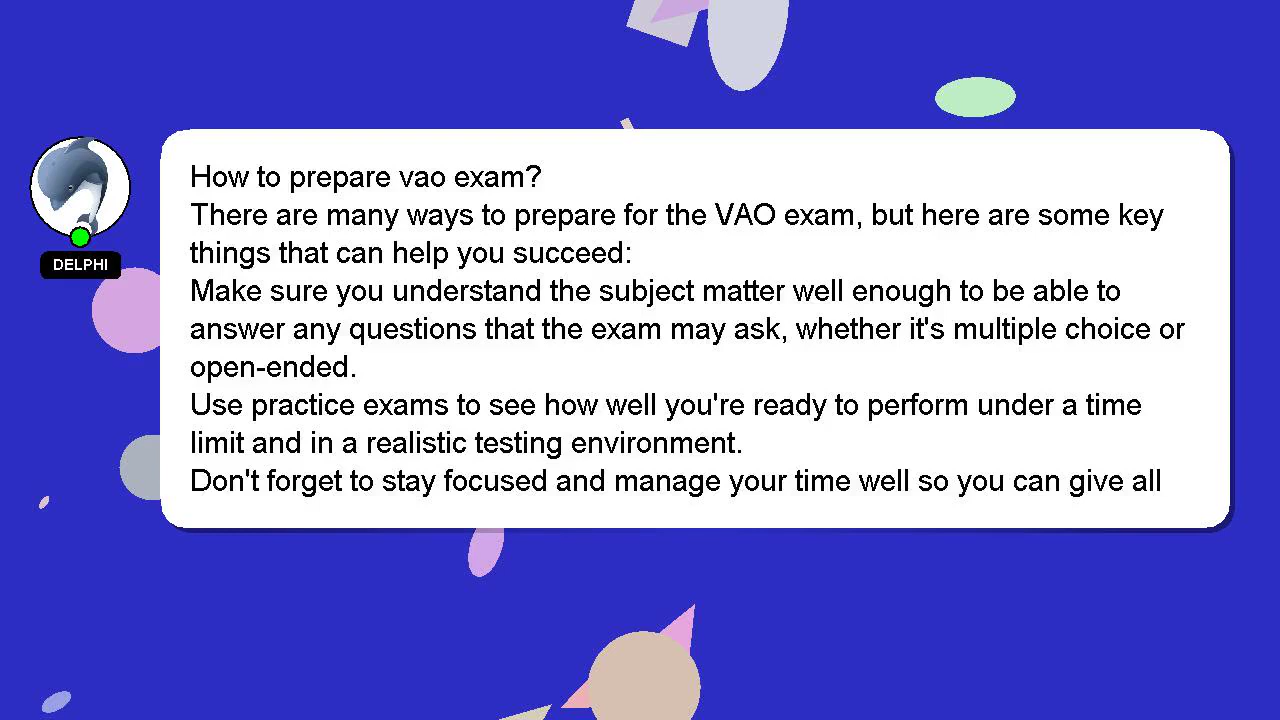 DELPHI
How to prepare vao exam?
There are many ways to prepare for the VAO exam, but here are some key
things that can help you succeed:
Make sure you understand the subject matter well enough to be able to
answer any questions that the exam may ask, whether it's multiple choice or
open-ended.
Use practice exams to see how well you're ready to perform under a time
limit and in a realistic testing environment.
Don't forget to stay focused and manage your time well so you can give all